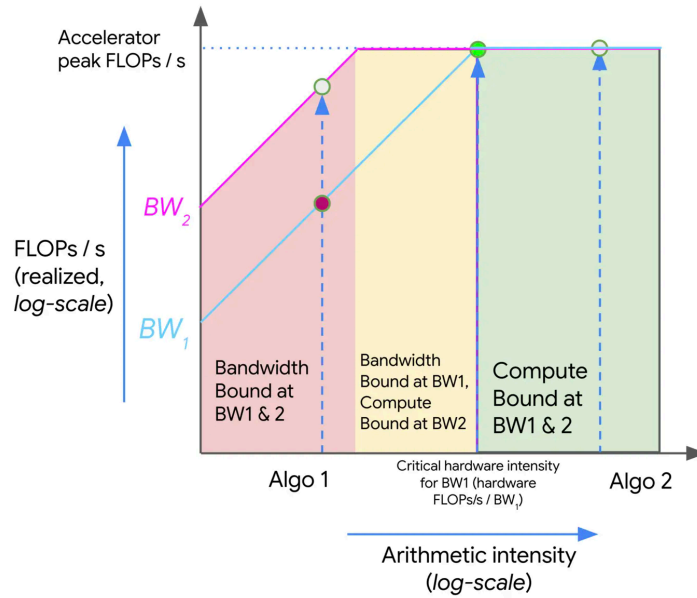 Accelerator
peak FLOPs / s
BW₂
FLOPs / s
(realized,
log-scale)
BW₁
Bandwidth
Bound at
BW1 & 2
Bandwidth
Bound at BW1,
Compute
Bound at BW2
Compute
Bound at
BW1 & 2
Algo 1
Critical hardware intensity
for BW1 (hardware
FLOPs/s / BW₁)
Algo 2
Arithmetic intensity
(log-scale)